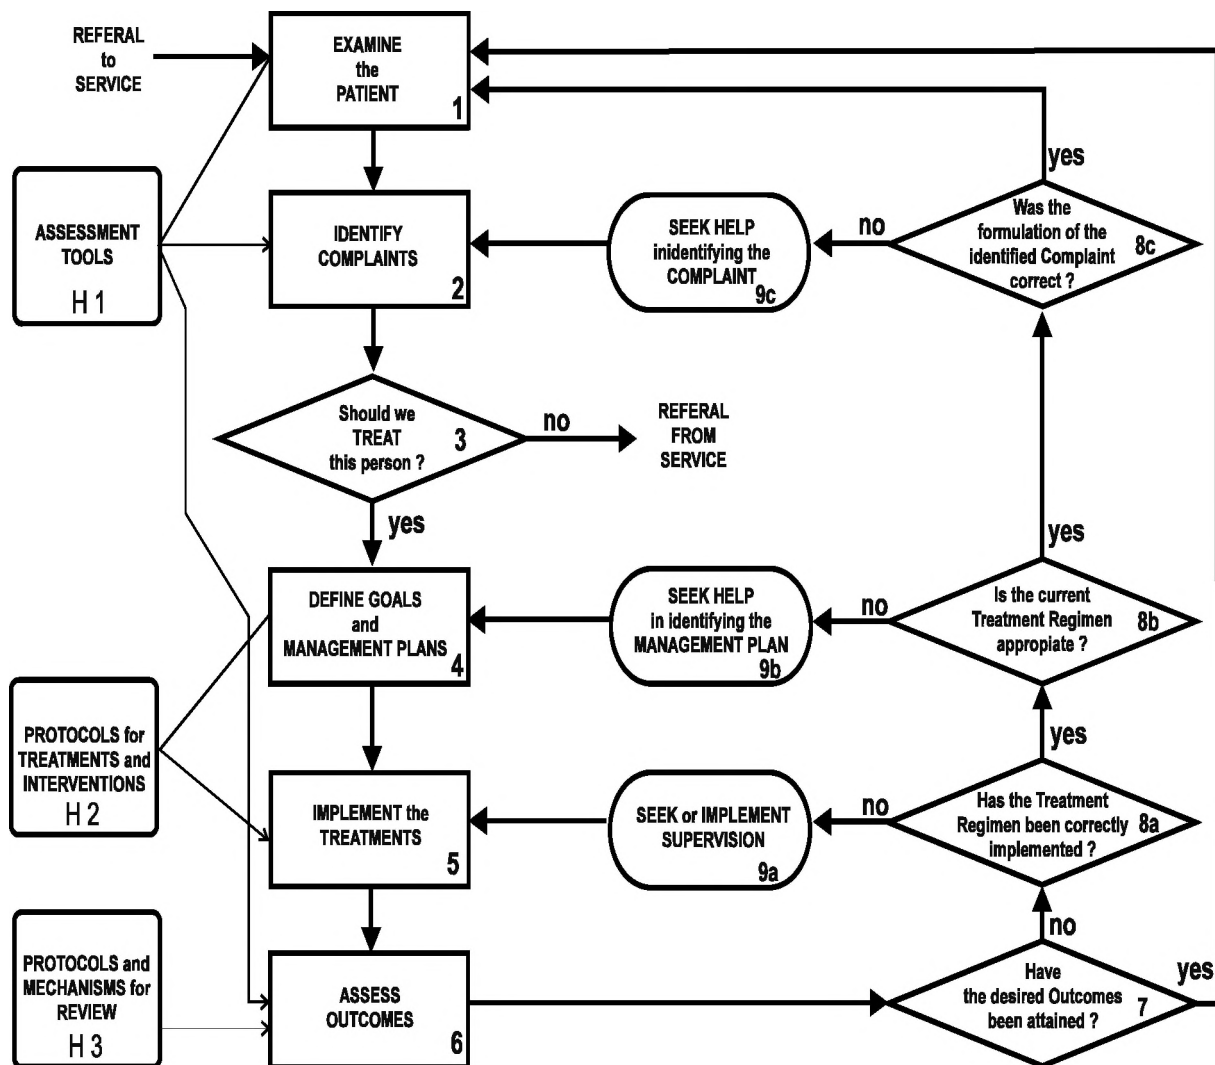 REFERAL
to
SERVICE
EXAMINE
the
PATIENT
1
yes
ASSESSMENT
TOOLS
H 1
IDENTIFY
COMPLAINTS
2
SEEK HELP
inidentifying the
COMPLAINT
9c
no
Was the
formulation of the
identified Complaint
correct ?
8c
Should we
TREAT
this person ?
3
no
REFERAL
FROM
SERVICE
yes
yes
DEFINE GOALS
and
MANAGEMENT PLANS
4
SEEK HELP
in identifying the
MANAGEMENT PLAN
9b
no
Is the current
Treatment Regimen
appropiate ?
8b
PROTOCOLS for
TREATMENTS and
INTERVENTIONS
H 2
yes
IMPLEMENT the
TREATMENTS
5
SEEK or IMPLEMENT
SUPERVISION
9a
no
Has the Treatment
Regimen been correctly
implemented ?
8a
no
PROTOCOLS and
MECHANISMS for
REVIEW
H 3
ASSESS
OUTCOMES
6
Have
the desired Outcomes
been attained ?
7
yes